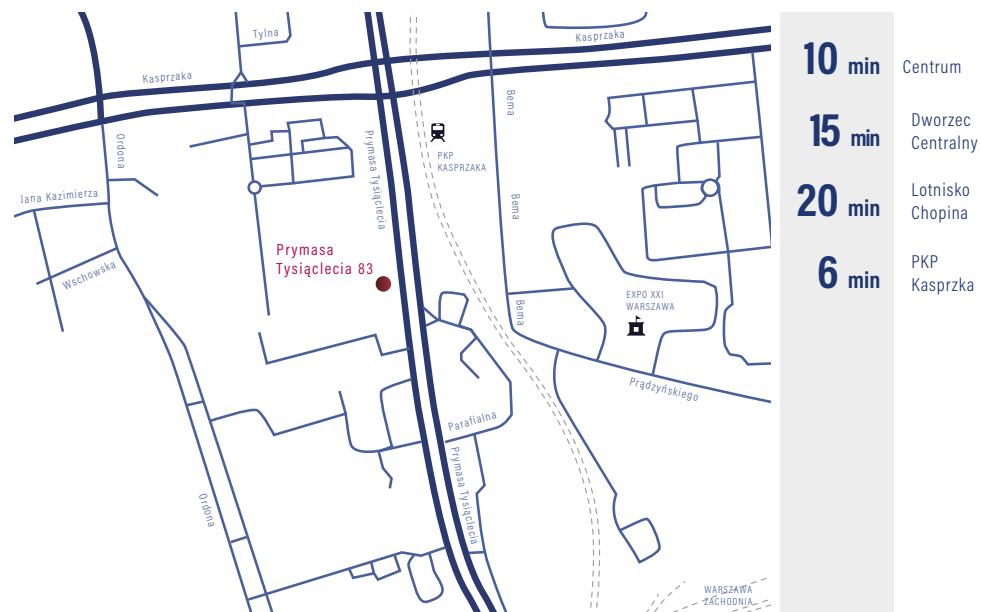 Tylna
Kasprzaka
Kasprzaka
Ordona
Jana Kazimierza
Wschowska
Prymasa Tysiąclecia
PKP
KASPRZAKA
Bema
Bema
Bema
Prymasa
Tysiąclecia 83
EXPO XXI
WARSZAWA
Prądzyńskiego
Parafialna
Prymasa Tysiąclecia
Ordona
WARSZAWA
ZACHODNIA
10 min Centrum
15 min Dworzec
Centralny
20 min Lotnisko
Chopina
6 min PKP
Kasprzka